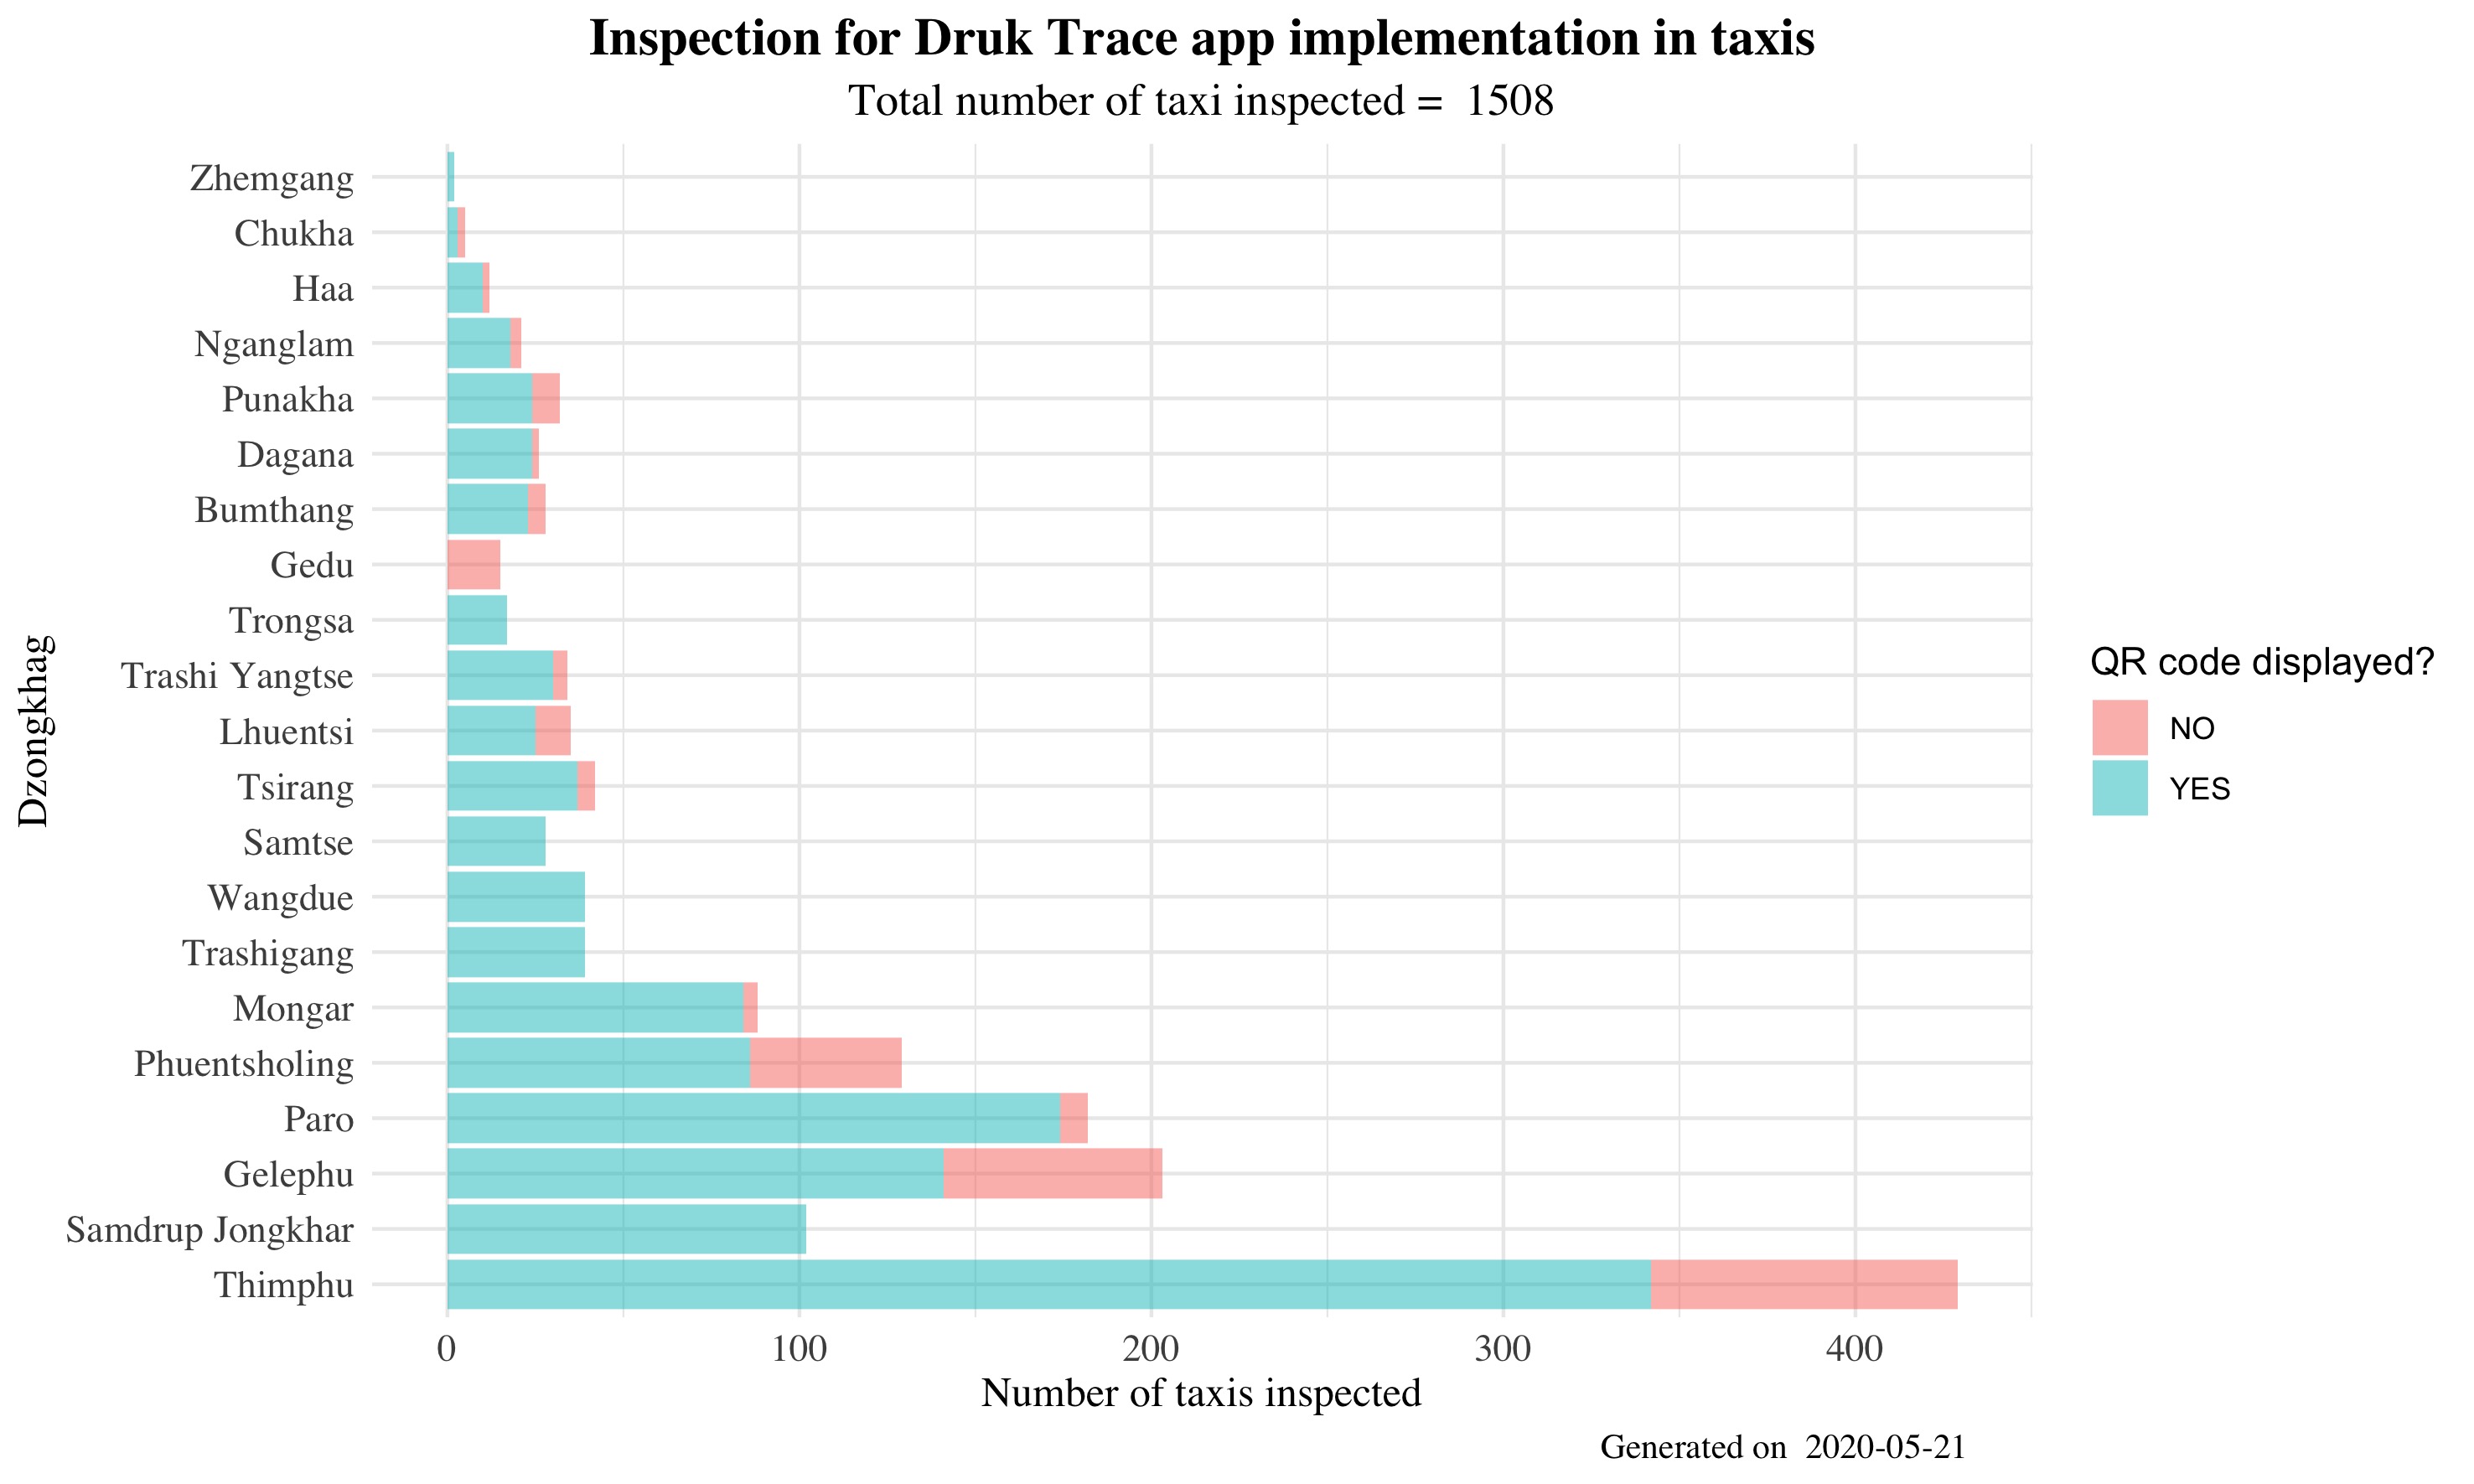 Inspection for Druk Trace app implementation in taxis
Total number of taxi inspected = 1508
Dzongkhag
Zhemgang
Chukha
Haa
Nganglam
Punakha
Dagana
Bumthang
Gedu
Trongsa
Trashi Yangtse
Lhuentsi
Tsirang
Samtse
Wangdue
Trashigang
Mongar
Phuentsholing
Paro
Gelephu
Samdrup Jongkhar
Thimphu
0 100 200 300 400
Number of taxis inspected
QR code displayed?
NO
YES
Generated on 2020-05-21